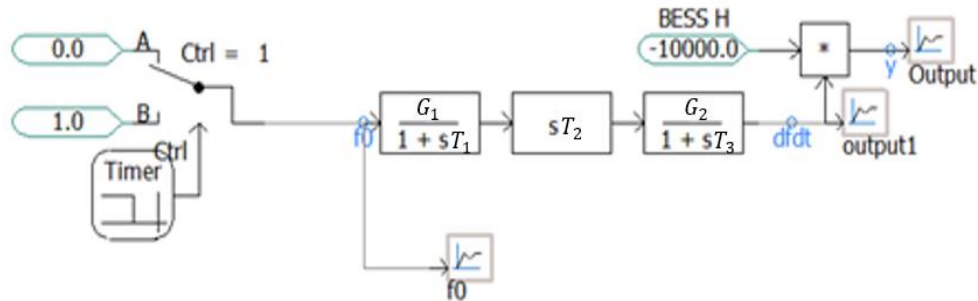 BESS H
0.0
A
Ctrl = 1
-10000.0
*
y
Output
1.0
B
G₁
1 + sT₁
sT₂
G₂
1 + sT₃
f0
dfdt
output1
Ctrl
Timer
f0